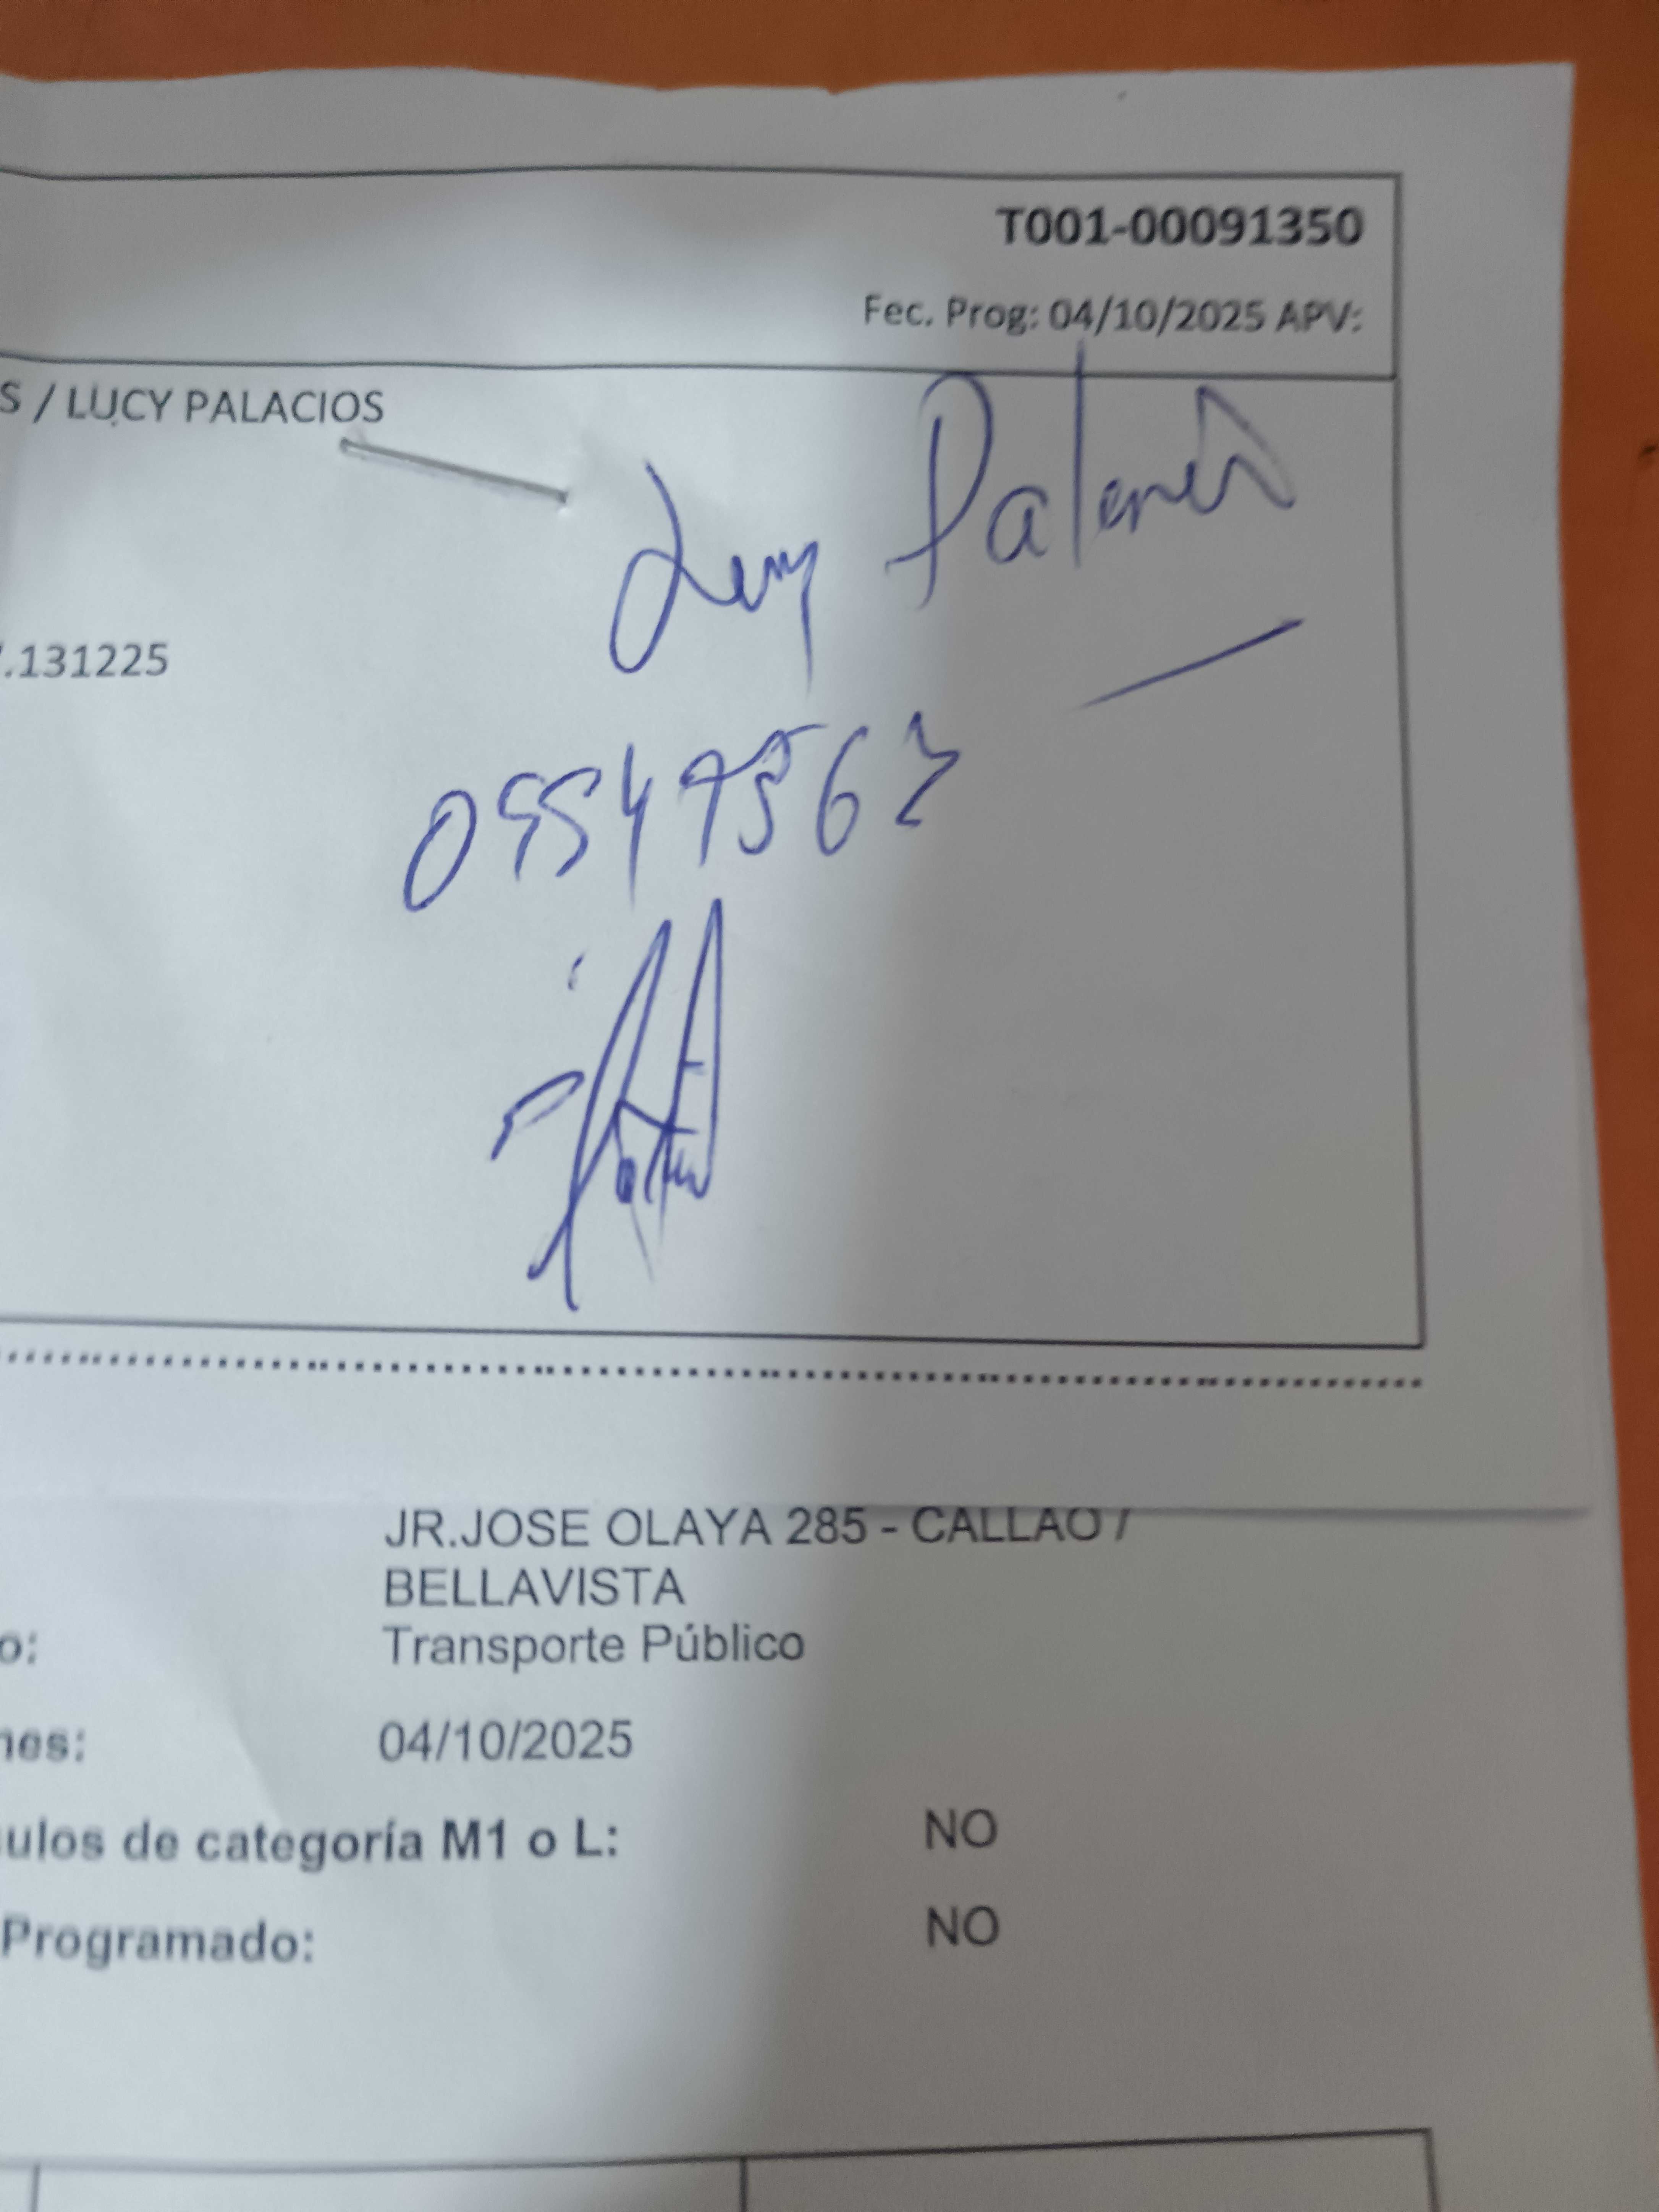 T001-00091350
Fec. Prog: 04/10/2025 APV:
S / LUCY PALACIOS
Lucy Palacios
.131225
09547563
JR.JOSE OLAYA 285 - CALLAO /
BELLAVISTA
o: Transporte Público
nes: 04/10/2025
ulos de categoría M1 o L: NO
Programado: NO